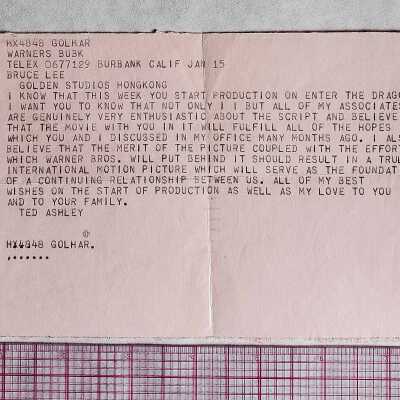 HX4848 GOLHAR
WARNERS BUBK
TELEX 0677129 BURBANK CALIF JAN 15
BRUCE LEE
GOLDEN STUDIOS HONGKONG
I KNOW THAT THIS WEEK YOU START PRODUCTION ON ENTER THE DRAGO
I WANT YOU TO KNOW THAT NOT ONLY I I BUT ALL OF MY ASSOCIATES
ARE GENUINELY VERY ENTHUSIASTIC ABOUT THE SCRIPT AND BELIEVE
THAT THE MOVIE WITH YOU IN IT WILL FULFILL ALL OF THE HOPES
WHICH YOU AND I DISCUSSED IN MY OFFICE MANY MONTHS AGO. I ALS
BELIEVE THAT THE MERIT OF THE PICTURE COUPLED WITH THE EFFORT
WHICH WARNER BROS. WILL PUT BEHIND IT SHOULD RESULT IN A TRUL
INTERNATIONAL MOTION PICTURE WHICH WILL SERVE AS THE FOUNDAT
OF A CONTINUING RELATIONSHIP BETWEEN US. ALL OF MY BEST
WISHES ON THE START OF PRODUCTION AS WELL AS MY LOVE TO YOU
AND TO YOUR FAMILY.
TED ASHLEY
HX4848 GOLHAR.
,......